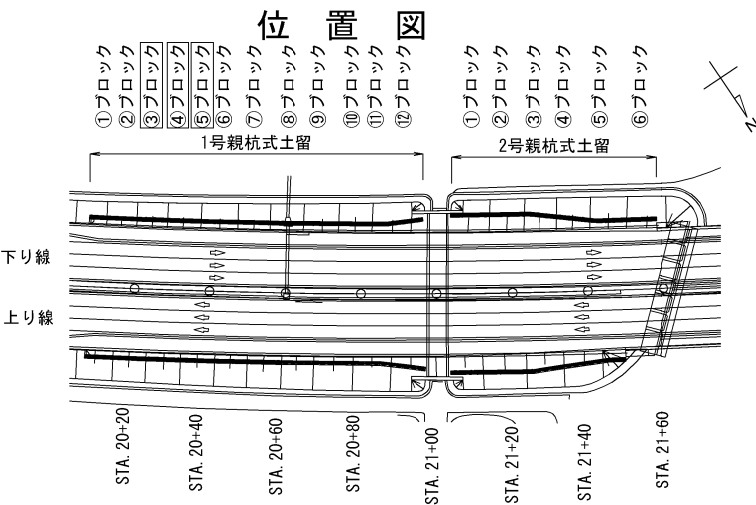 位置図
①ブロック
②ブロック
③ブロック
④ブロック
⑤ブロック
⑥ブロック
⑦ブロック
⑧ブロック
⑨ブロック
⑩ブロック
⑪ブロック
⑫ブロック
①ブロック
②ブロック
③ブロック
④ブロック
⑤ブロック
⑥ブロック
N
1号親杭式土留
2号親杭式土留
下り線
上り線
STA. 20+20
STA. 20+40
STA. 20+60
STA. 20+80
STA. 21+00
STA. 21+20
STA. 21+40
STA. 21+60